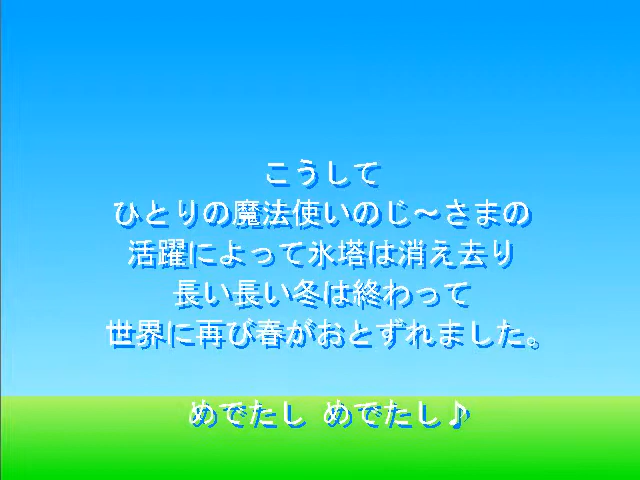 こうして
ひとりの魔法使いのじ～さまの
活躍によって氷塔は消え去り
長い長い冬は終わって
世界に再び春がおとずれました。
めでたし めでたし♪